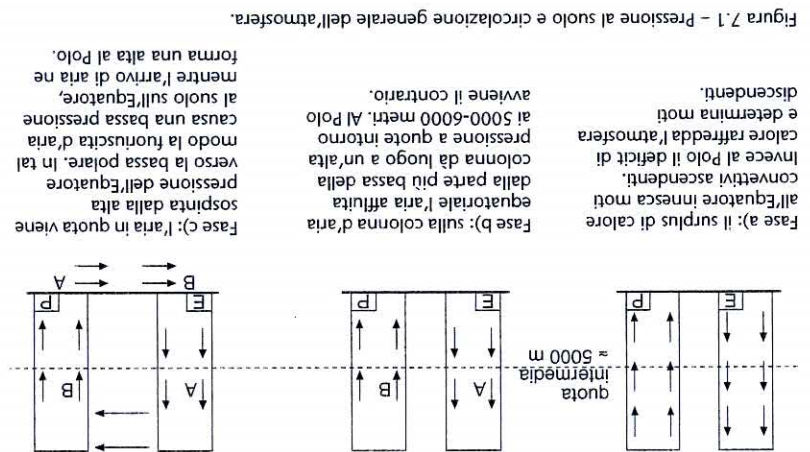 quota
intermedia
≈ 5000 m
E
P
A
B
E
P
A
B
E
P
B
A
Fase a): il surplus di calore
all'Equatore innesca moti
convettivi ascendenti.
Invece al Polo il deficit di
calore raffredda l'atmosfera
e determina moti
discendenti.
Fase b): sulla colonna d'aria
equatoriale l'aria affluita
dalla parte più bassa della
colonna dà luogo a un'alta
pressione a quote intorno
ai 5000-6000 metri. Al Polo
avviene il contrario.
Fase c): l'aria in quota viene
sospinta dalla alta
pressione dell'Equatore
verso la bassa polare. In tal
modo la fuoriuscita d'aria
causa una bassa pressione
al suolo sull'Equatore,
mentre l'arrivo di aria ne
forma una alta al Polo.
Figura 7.1 – Pressione al suolo e circolazione generale dell'atmosfera.